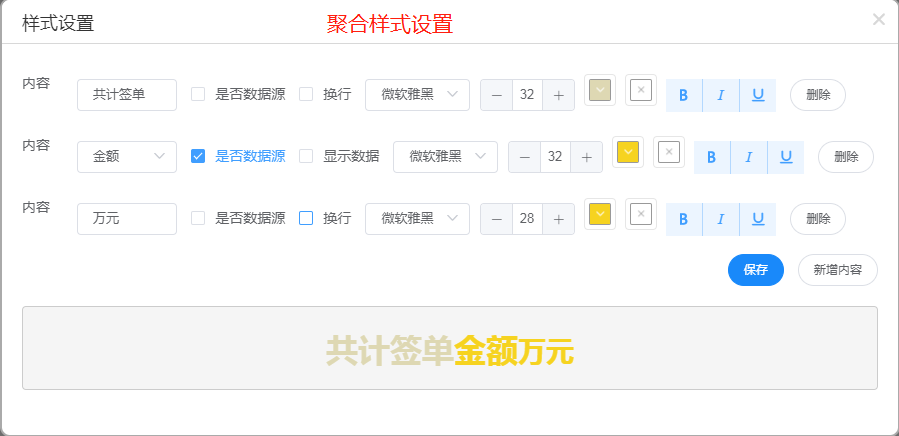 样式设置 聚合样式设置
内容 共计签单 是否数据源 换行 微软雅黑 32 B I U 删除
内容 金额 是否数据源 显示数据 微软雅黑 32 B I U 删除
内容 万元 是否数据源 换行 微软雅黑 28 B I U 删除
保存 新增内容
共计签单金额万元